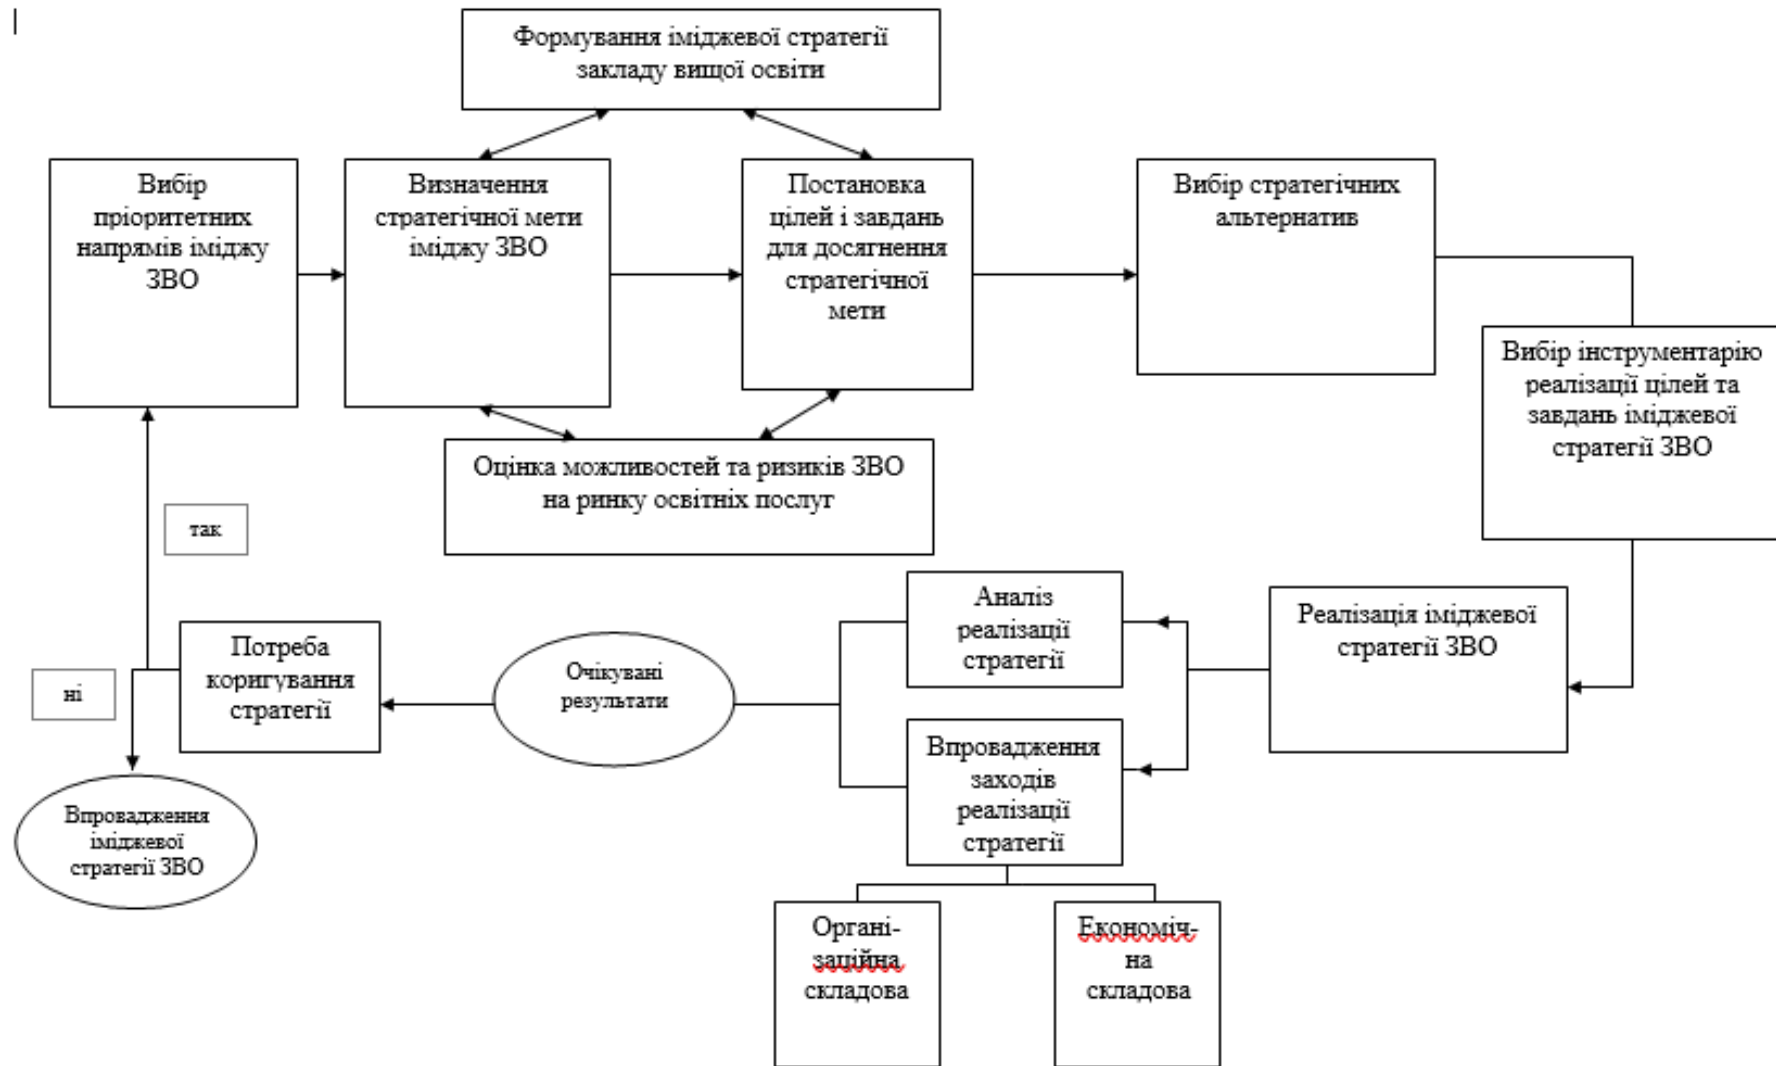 Формування іміджевої стратегії
закладу вищої освіти
Вибір
пріоритетних
напрямів іміджу
ЗВО
Визначення
стратегічної мети
іміджу ЗВО
Постановка
цілей і завдань
для досягнення
стратегічної
мети
Вибір стратегічних
альтернатив
Вибір інструментарію
реалізації цілей та
завдань іміджевої
стратегії ЗВО
Оцінка можливостей та ризиків ЗВО
на ринку освітніх послуг
так
ні
Потреба
коригування
стратегії
Очікувані
результати
Аналіз
реалізації
стратегії
Реалізація іміджевої
стратегії ЗВО
Впровадження
заходів
реалізації
стратегії
Впровадження
іміджевої
стратегії ЗВО
Органі-
заційна
складова
Економіч-
на
складова